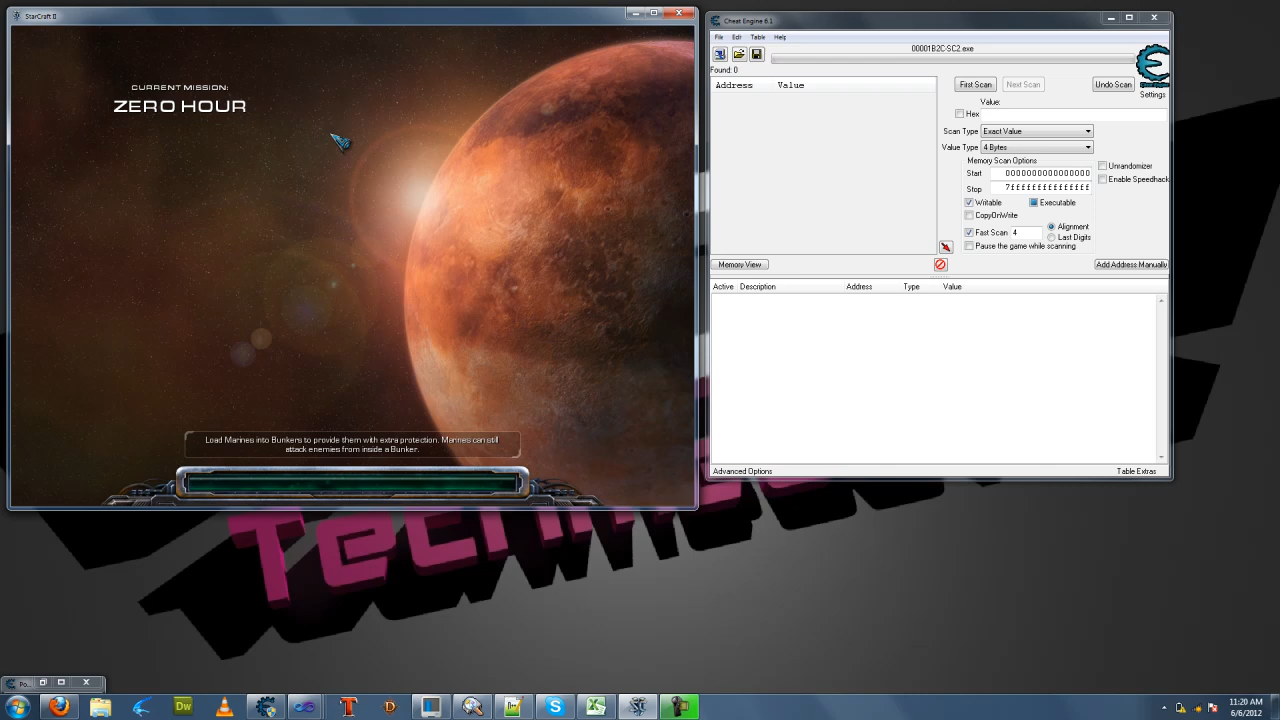 StarCraft II
CURRENT MISSION:
ZERO HOUR
Load Marines into Bunkers to provide them with extra protection. Marines can still
attack enemies from inside a Bunker.
Cheat Engine 6.1
File Edit Table Help
00001B2C-SC2.exe
Found: 0
Address Value
First Scan Next Scan Undo Scan
Settings
Value:
Hex
Scan Type Exact Value
Value Type 4 Bytes
Memory Scan Options
Start 0000000000000000
Stop 7fffffffffffffff
Unrandomizer
Enable Speedhack
Writable Executable
CopyOnWrite
Fast Scan 4 Alignment
Last Digits
Pause the game while scanning
Memory View Add Address Manually
Active Description Address Type Value
Advanced Options Table Extras
Po...
Dw
11:20 AM
6/6/2012